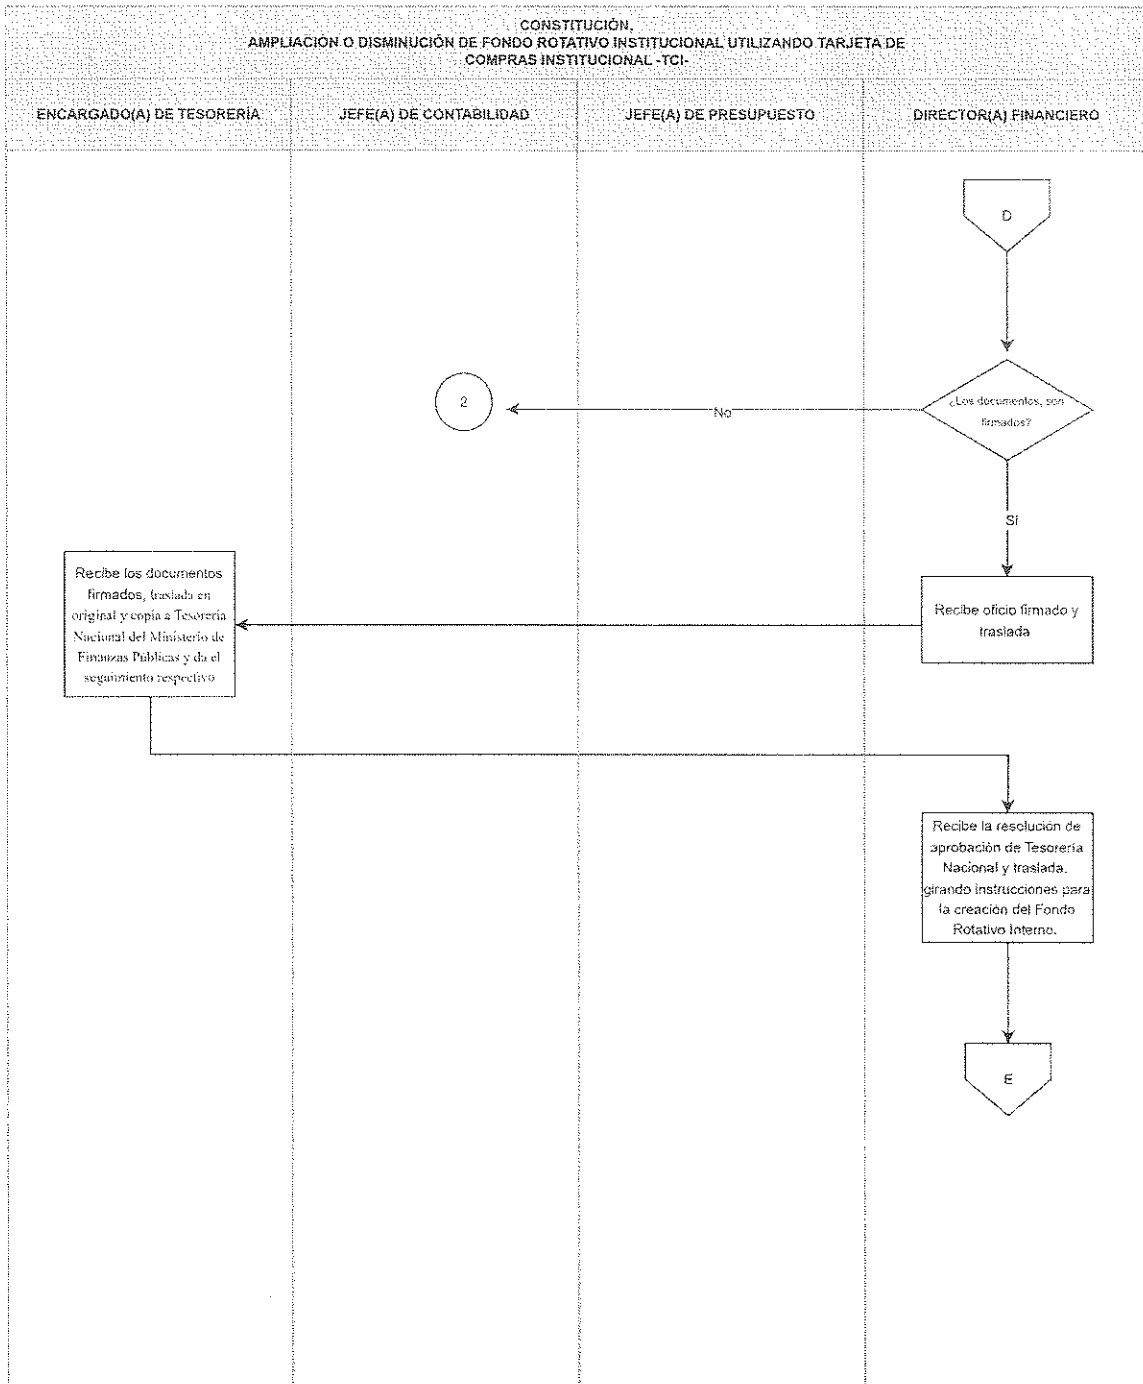 CONSTITUCIÓN,
AMPLIACIÓN O DISMINUCIÓN DE FONDO ROTATIVO INSTITUCIONAL UTILIZANDO TARJETA DE
COMPRAS INSTITUCIONAL -TCI-
ENCARGADO(A) DE TESORERÍA
JEFE(A) DE CONTABILIDAD
JEFE(A) DE PRESUPUESTO
DIRECTOR(A) FINANCIERO
D
¿Los documentos, son
firmados?
No
2
Sí
Recibe oficio firmado y
traslada
Recibe los documentos
firmados, traslada en
original y copia a Tesorería
Nacional del Ministerio de
Finanzas Públicas y da el
seguimiento respectivo
Recibe la resolución de
aprobación de Tesorería
Nacional y traslada,
girando instrucciones para
la creación del Fondo
Rotativo Interno.
E